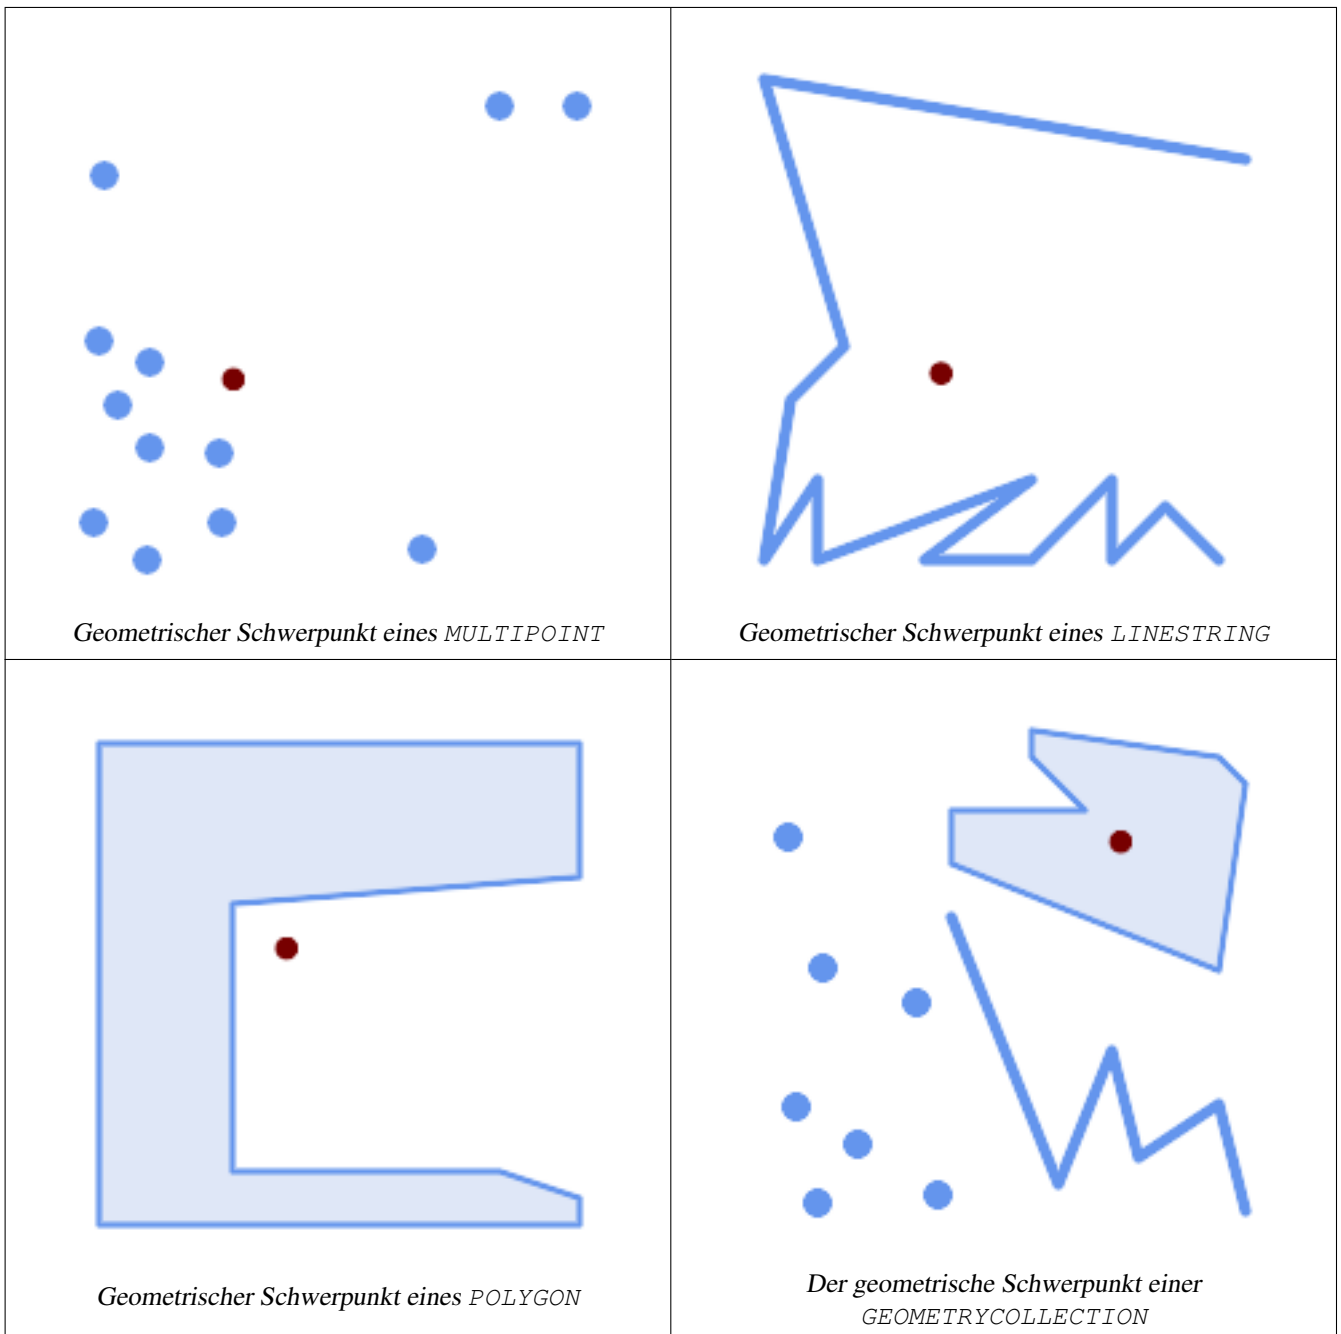 Geometrischer Schwerpunkt eines MULTIPOINT
Geometrischer Schwerpunkt eines LINESTRING
Geometrischer Schwerpunkt eines POLYGON
Der geometrische Schwerpunkt einer
GEOMETRYCOLLECTION